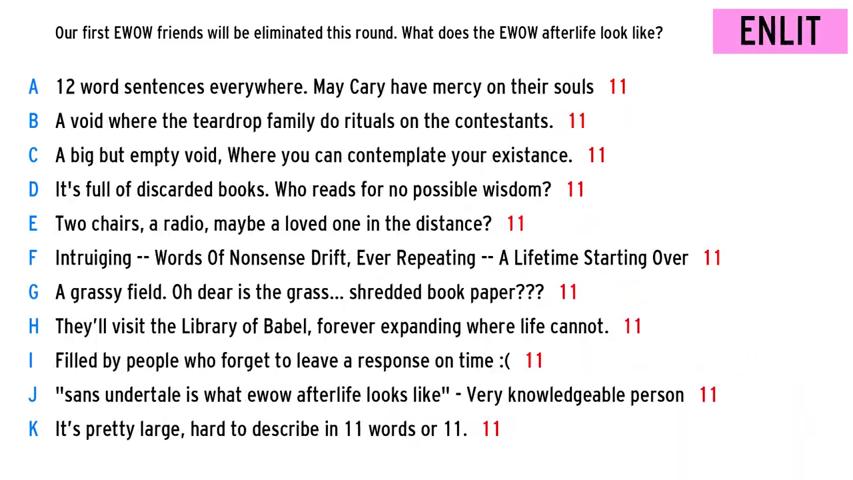 Our first EWOW friends will be eliminated this round. What does the EWOW afterlife look like?
ENLIT
A 12 word sentences everywhere. May Cary have mercy on their souls 11
B A void where the teardrop family do rituals on the contestants. 11
C A big but empty void, Where you can contemplate your existance. 11
D It's full of discarded books. Who reads for no possible wisdom? 11
E Two chairs, a radio, maybe a loved one in the distance? 11
F Intruiging -- Words Of Nonsense Drift, Ever Repeating -- A Lifetime Starting Over 11
G A grassy field. Oh dear is the grass... shredded book paper??? 11
H They’ll visit the Library of Babel, forever expanding where life cannot. 11
I Filled by people who forget to leave a response on time :( 11
J "sans undertale is what ewow afterlife looks like" - Very knowledgeable person 11
K It’s pretty large, hard to describe in 11 words or 11. 11